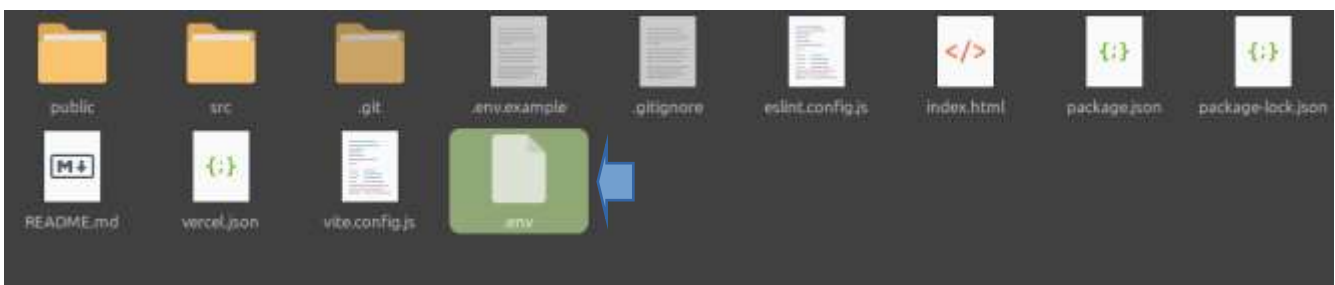 public src .git .env.example .gitignore eslint.config.js index.html package.json package-lock.json
README.md vercel.json vite.config.js .env